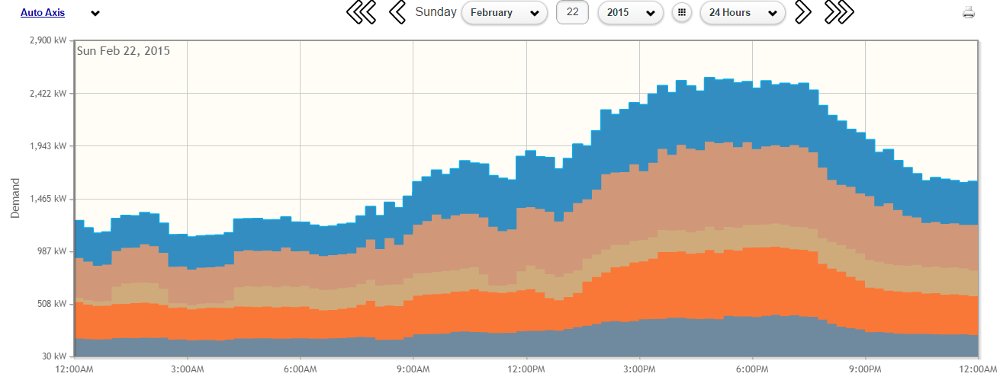 Auto Axis Sunday February 22 2015 24 Hours
2,900 kW
Sun Feb 22, 2015
2,422 kW
1,943 kW
Demand
1,465 kW
987 kW
508 kW
30 kW
12:00AM 3:00AM 6:00AM 9:00AM 12:00PM 3:00PM 6:00PM 9:00PM 12:00AM